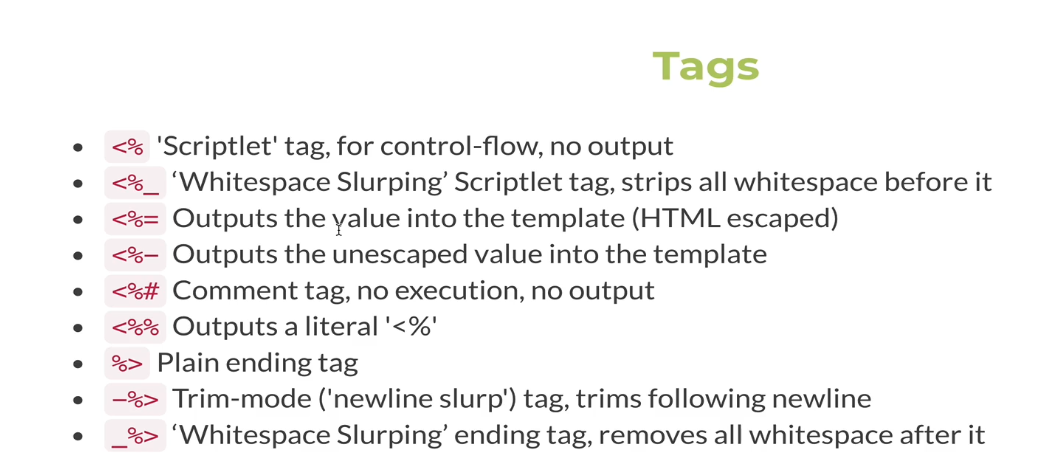 Tags
• <% 'Scriptlet' tag, for control-flow, no output
• <%_ ‘Whitespace Slurping’ Scriptlet tag, strips all whitespace before it
• <%= Outputs the value into the template (HTML escaped)
• <%- Outputs the unescaped value into the template
• <%# Comment tag, no execution, no output
• <%% Outputs a literal '<%'
• %> Plain ending tag
• -%> Trim-mode ('newline slurp') tag, trims following newline
• _%> ‘Whitespace Slurping’ ending tag, removes all whitespace after it